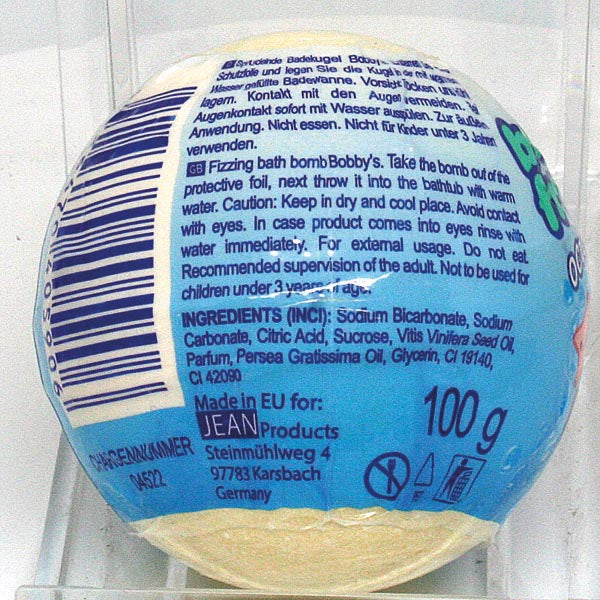 D Sprudelnde Badekugel Bobby's
Schutzfolie und legen Sie die Kugel in der mit
Wasser gefüllte Badewanne. Vorsicht:
lagern. Kontakt mit den Augen vermeiden.
Augenkontakt sofort mit Wasser ausspülen. Zur äußeren
Anwendung. Nicht essen. Nicht für Kinder unter 3 Jahren
verwenden.
GB Fizzing bath bomb Bobby's. Take the bomb out of the
protective foil, next throw it into the bathtub with warm
water. Caution: Keep in dry and cool place. Avoid contact
with eyes. In case product comes into eyes rinse with
water immediately. For external usage. Do not eat.
Recommended supervision of the adult. Not to be used for
children under 3 years of age.
INGREDIENTS (INCI): Sodium Bicarbonate, Sodium
Carbonate, Citric Acid, Sucrose, Vitis Vinifera Seed Oil,
Parfum, Persea Gratissima Oil, Glycerin, CI 19140,
CI 42090
Made in EU for:
JEAN Products
Steinmühlweg 4
97783 Karsbach
Germany
100 g
CHARGENNUMMER
04522